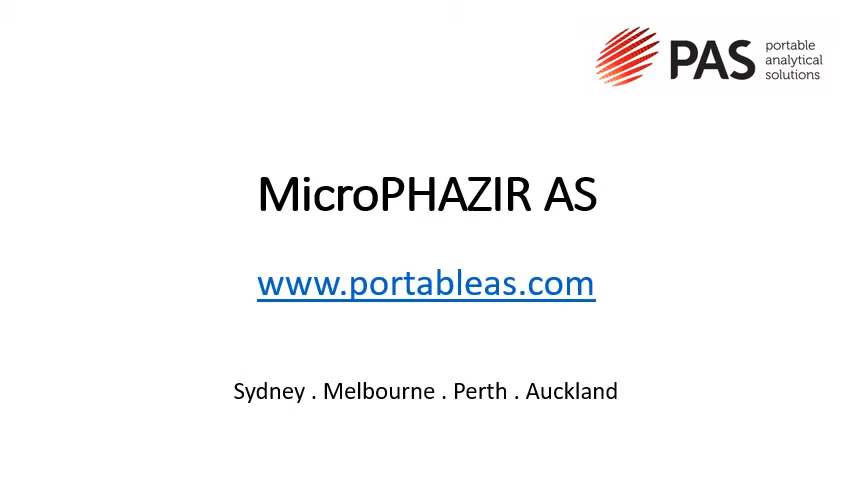 PAS
portable
analytical
solutions
MicroPHAZIR AS
www.portableas.com
Sydney . Melbourne . Perth . Auckland